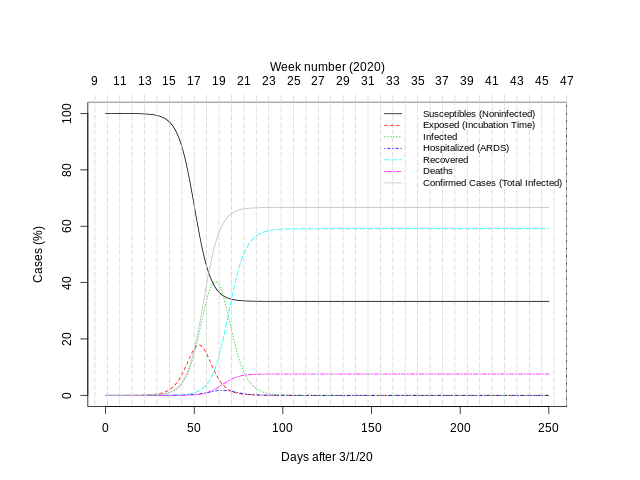 Week number (2020)
9 11 13 15 17 19 21 23 25 27 29 31 33 35 37 39 41 43 45 47
100
80
60
40
20
0
Cases (%)
Susceptibles (Noninfected)
Exposed (Incubation Time)
Infected
Hospitalized (ARDS)
Recovered
Deaths
Confirmed Cases (Total Infected)
0 50 100 150 200 250
Days after 3/1/20